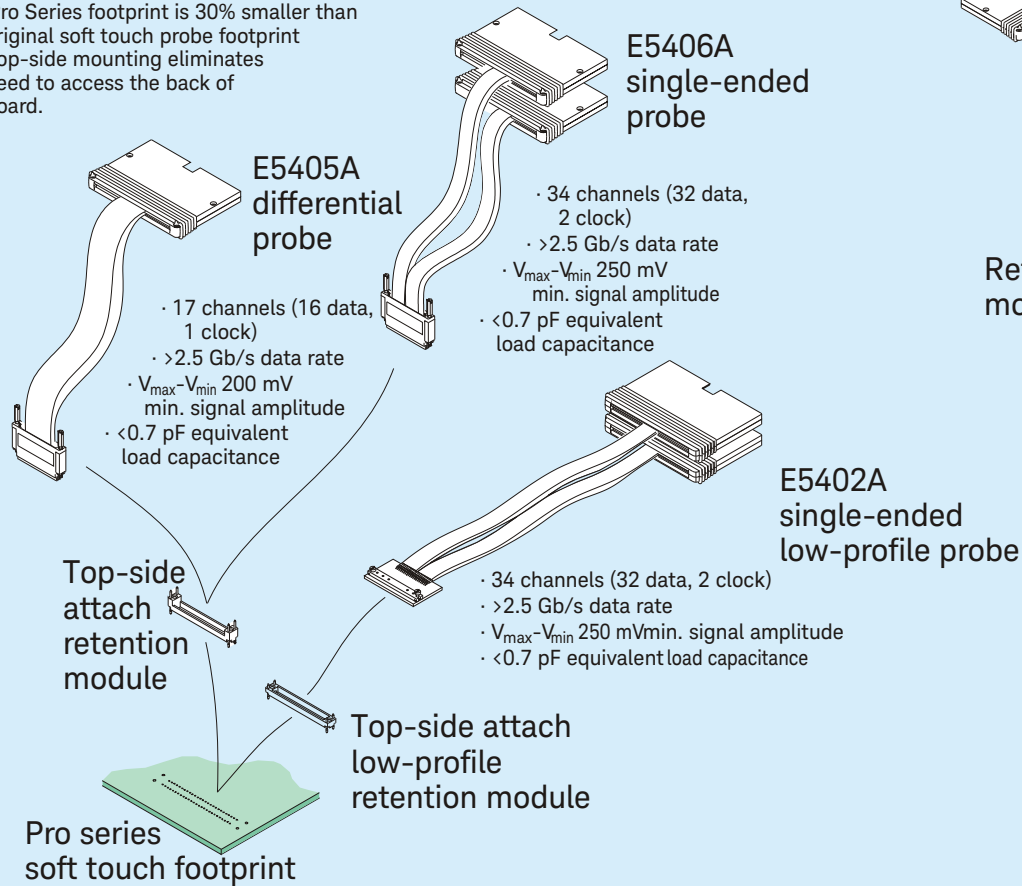 ro Series footprint is 30% smaller than
riginal soft touch probe footprint
op-side mounting eliminates
eed to access the back of
oard.
E5406A
single-ended
probe
· 34 channels (32 data,
2 clock)
· >2.5 Gb/s data rate
· Vmax-Vmin 250 mV
min. signal amplitude
· <0.7 pF equivalent
load capacitance
E5405A
differential
probe
· 17 channels (16 data,
1 clock)
· >2.5 Gb/s data rate
· Vmax-Vmin 200 mV
min. signal amplitude
· <0.7 pF equivalent
load capacitance
Re
mo
E5402A
single-ended
low-profile probe
· 34 channels (32 data, 2 clock)
· >2.5 Gb/s data rate
· Vmax-Vmin 250 mVmin. signal amplitude
· <0.7 pF equivalent load capacitance
Top-side
attach
retention
module
Top-side attach
low-profile
retention module
Pro series
soft touch footprint